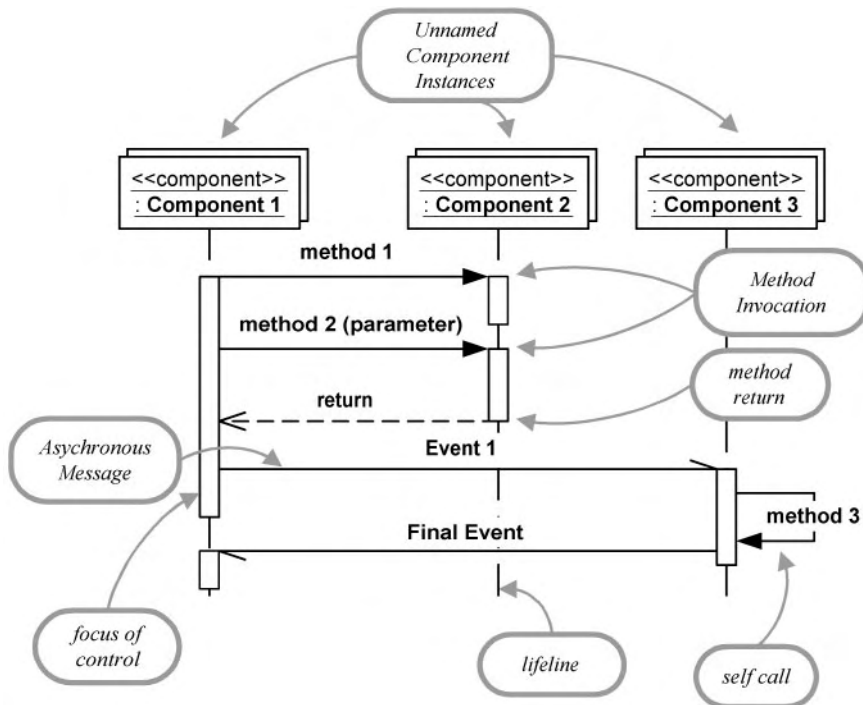 Unnamed
Component
Instances
<<component>>
: Component 1
<<component>>
: Component 2
<<component>>
: Component 3
method 1
Method
Invocation
method 2 (parameter)
method
return
return
Asychronous
Message
Event 1
method 3
Final Event
focus of
control
lifeline
self call